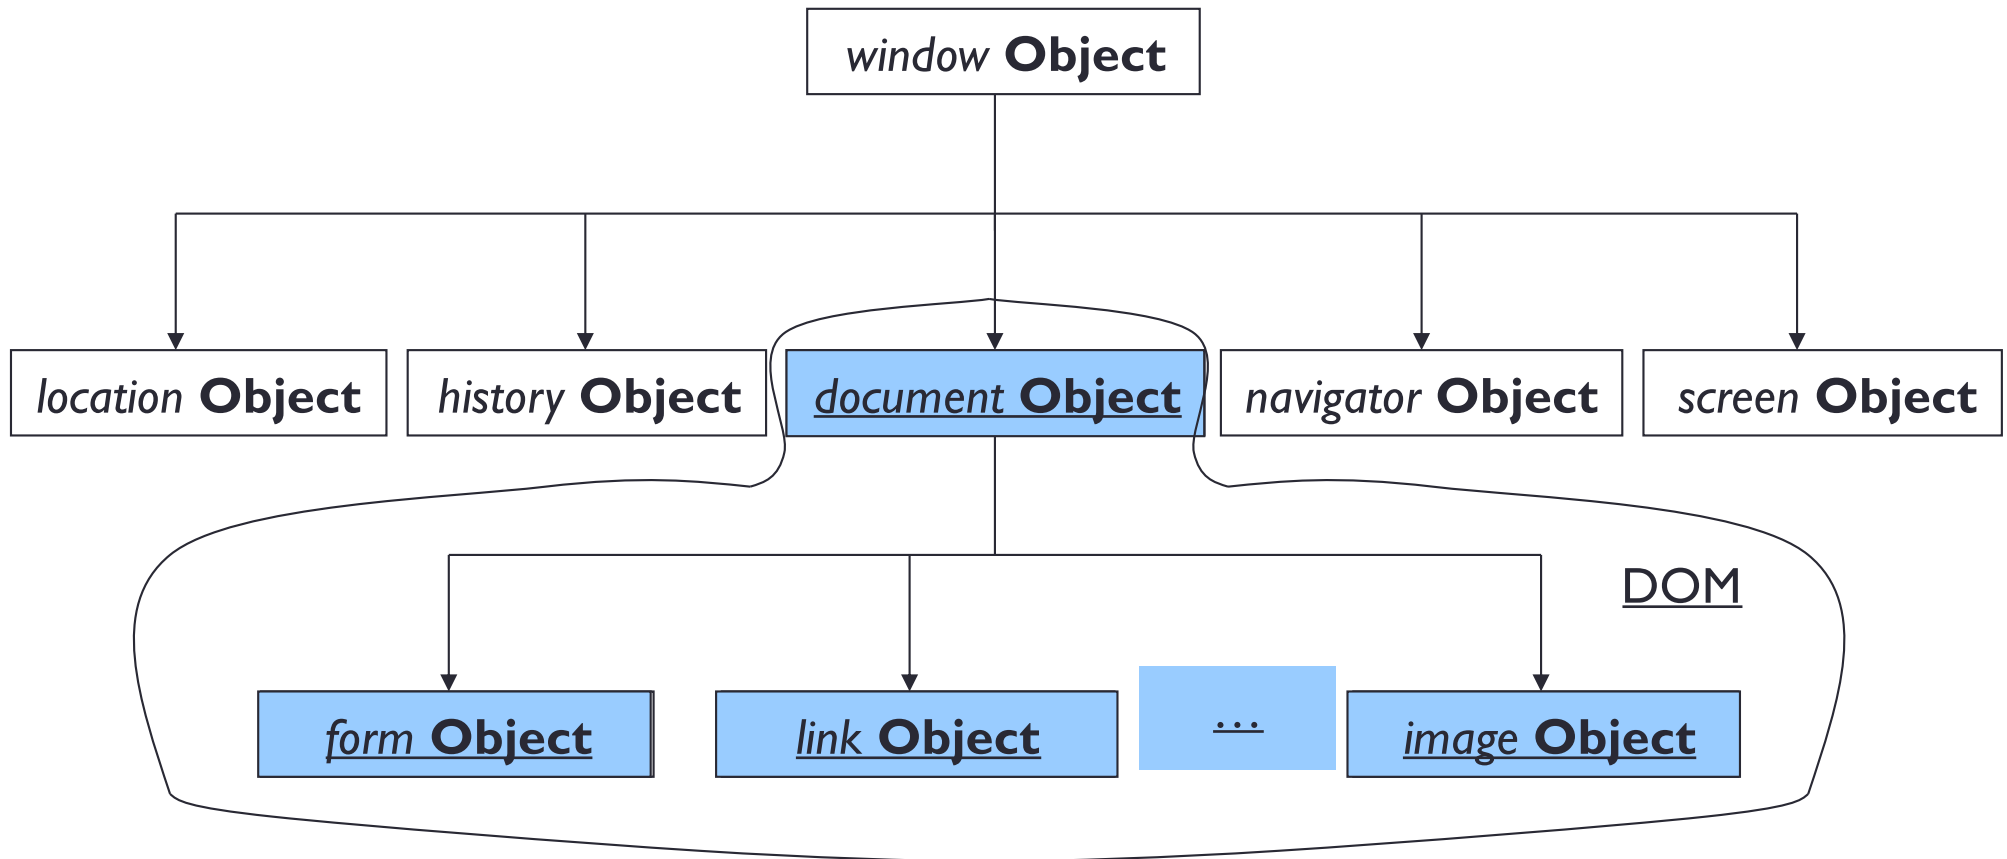 window Object
location Object
history Object
document Object
navigator Object
screen Object
DOM
form Object
link Object
...
image Object